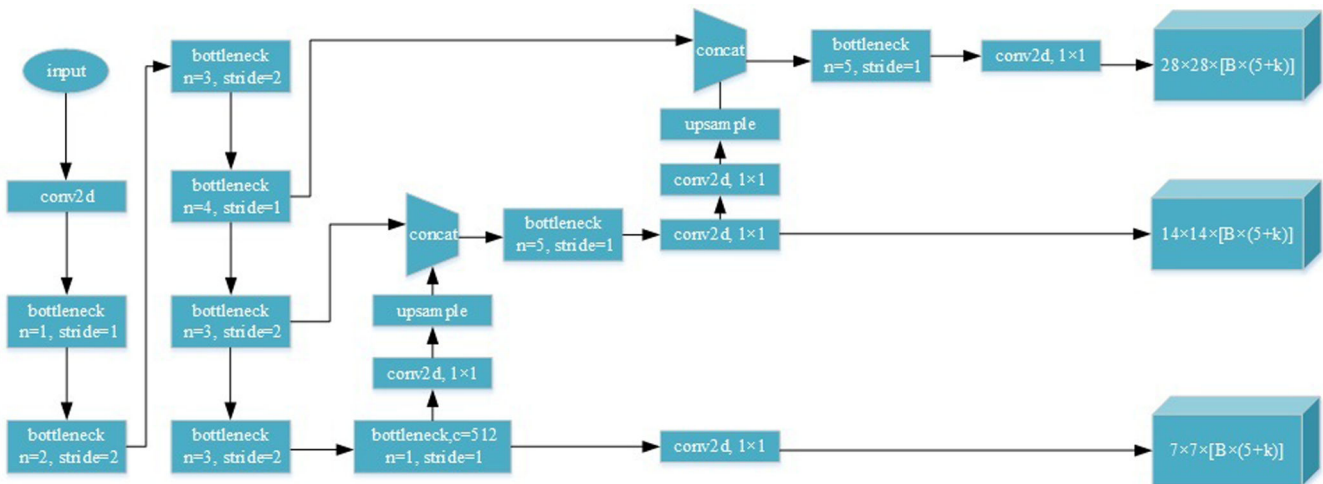 input
conv2d
bottleneck
n=1, stride=1
bottleneck
n=2, stride=2
bottleneck
n=3, stride=2
bottleneck
n=4, stride=1
bottleneck
n=3, stride=2
bottleneck
n=3, stride=2
bottleneck,c=512
n=1, stride=1
conv2d, 1×1
upsample
concat
bottleneck
n=5, stride=1
conv2d, 1×1
conv2d, 1×1
upsample
concat
bottleneck
n=5, stride=1
conv2d, 1×1
28×28×[B×(5+k)]
14×14×[B×(5+k)]
conv2d, 1×1
7×7×[B×(5+k)]